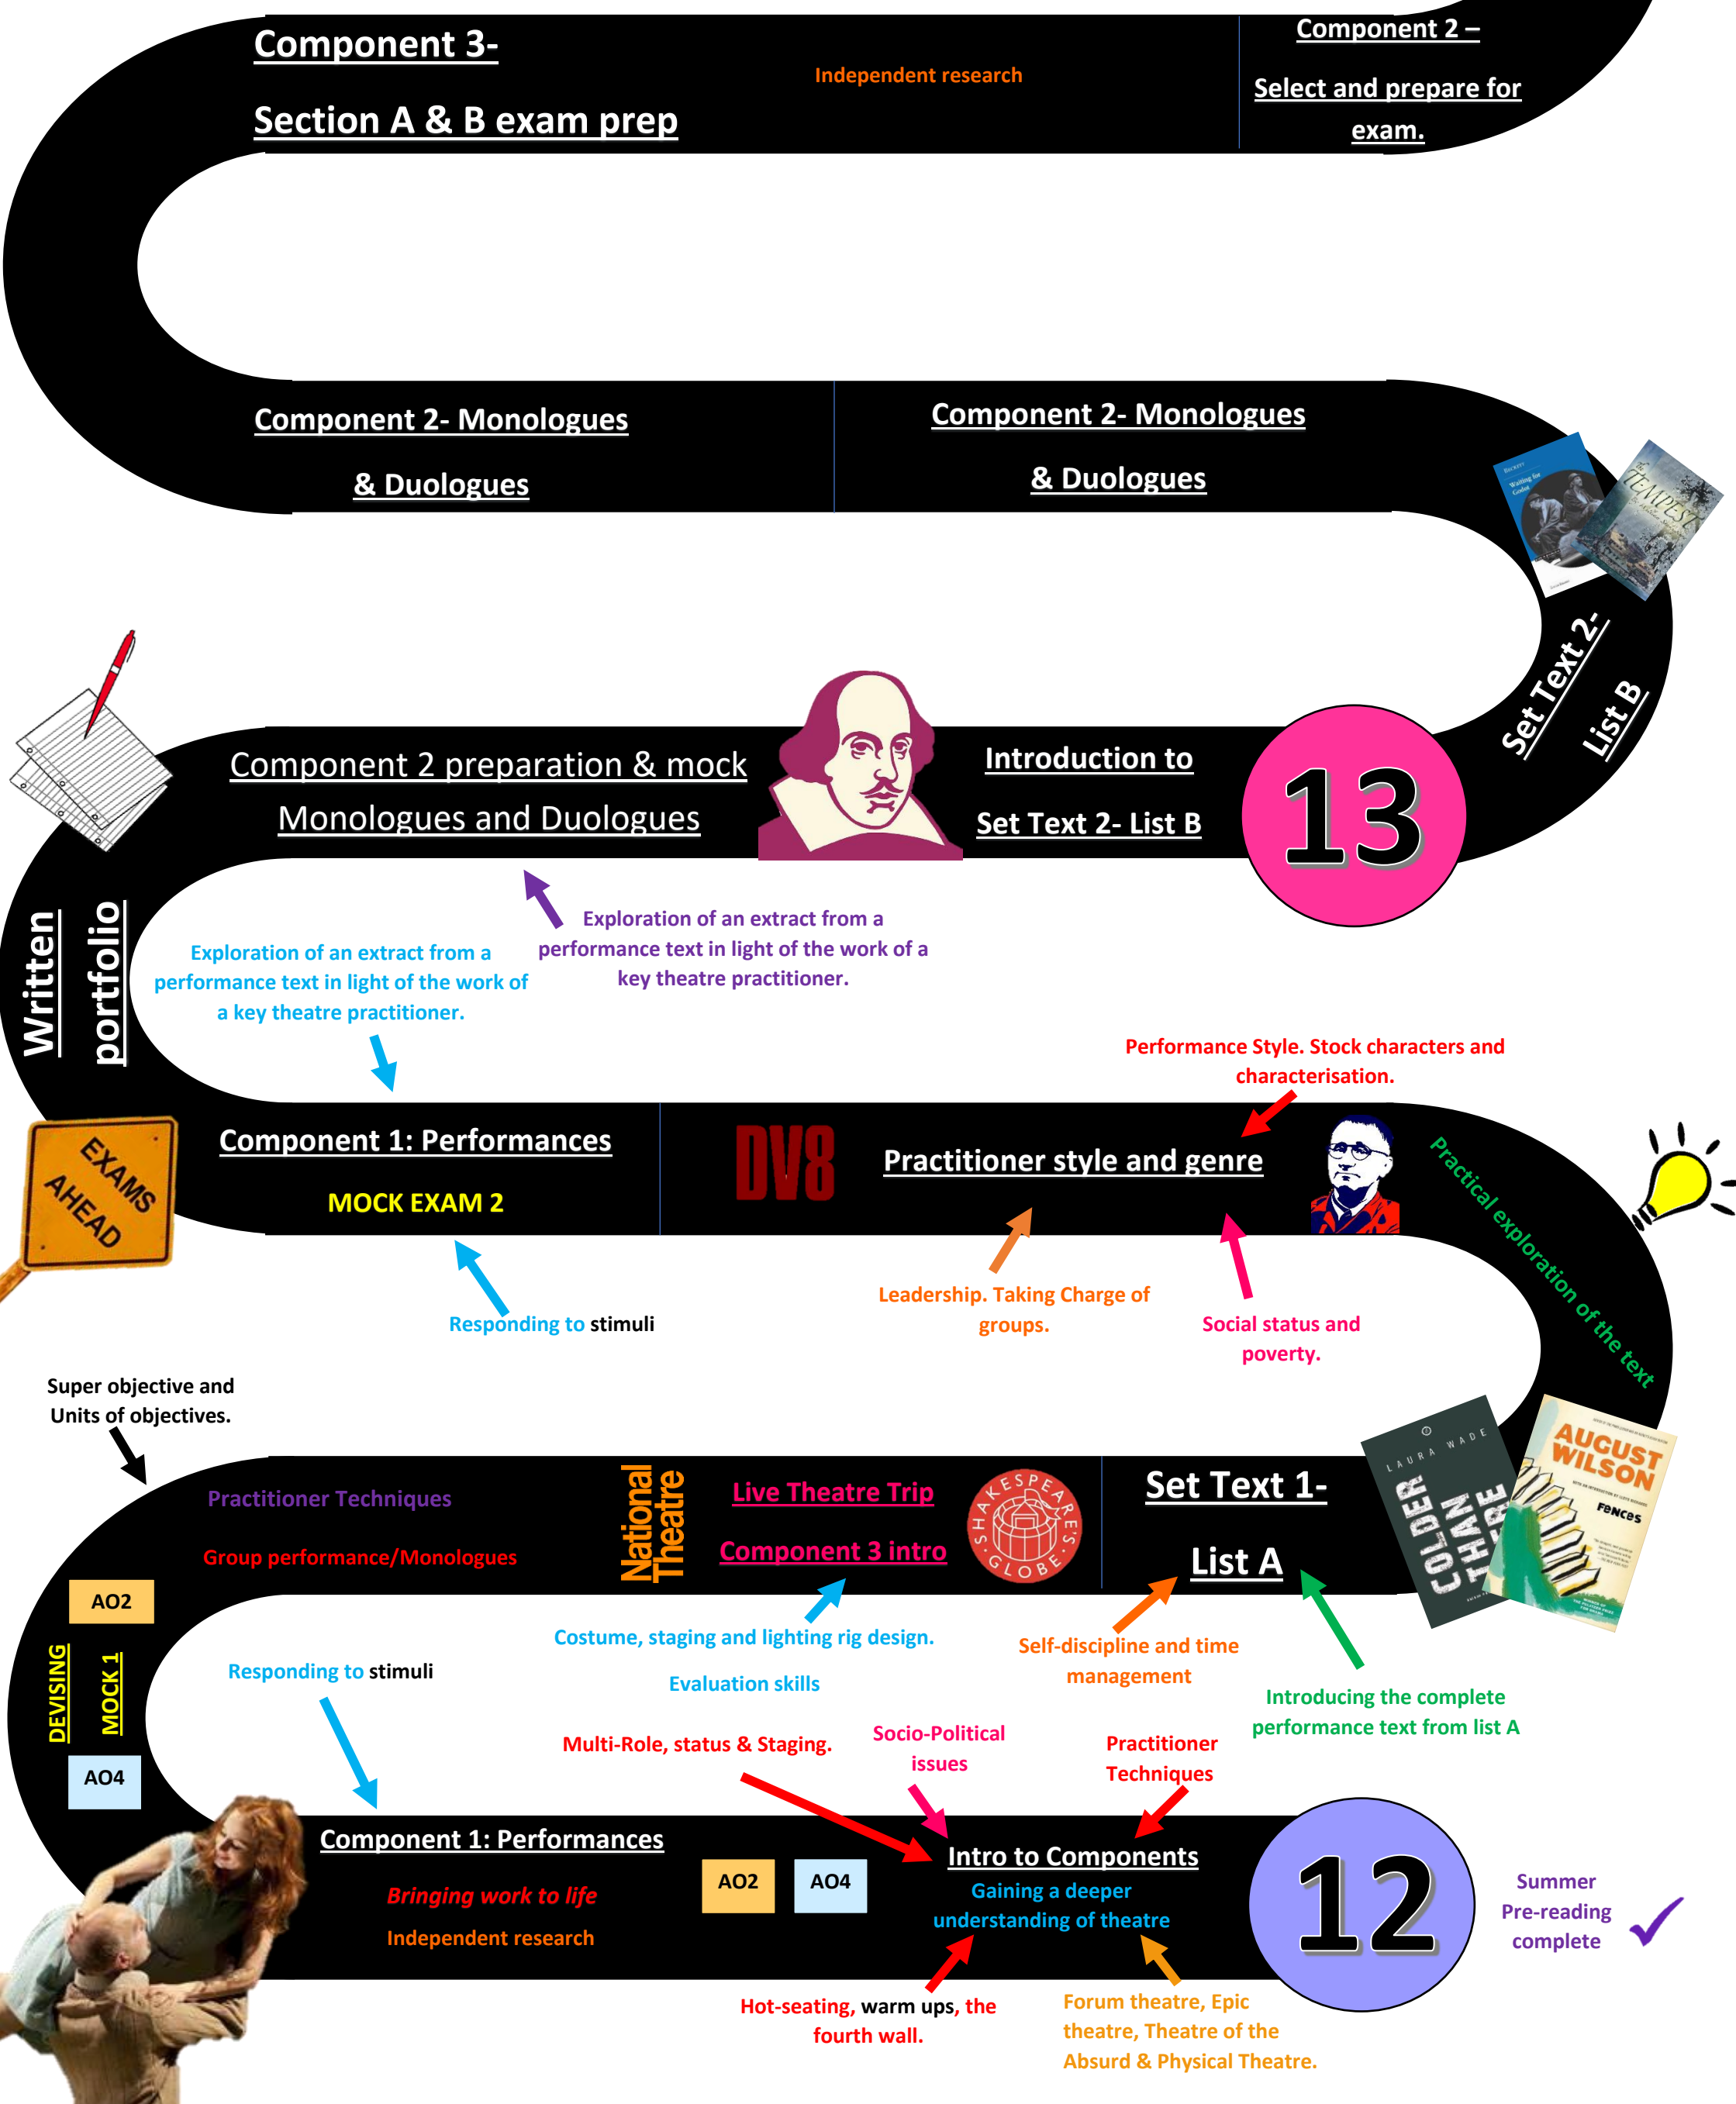 Component 3-
Section A & B exam prep
Independent research
Component 2 –
Select and prepare for
exam.
Component 2- Monologues
& Duologues
Component 2- Monologues
& Duologues
BECKETT
Waiting for
Godot
The
TEMPEST
Set Text 2-
List B
Component 2 preparation & mock
Monologues and Duologues
Introduction to
Set Text 2- List B
13
Exploration of an extract from a
performance text in light of the work of a
key theatre practitioner.
Exploration of an extract from a
performance text in light of the work of
a key theatre practitioner.
Written
portfolio
Performance Style. Stock characters and
characterisation.
EXAMS
AHEAD
Component 1: Performances
MOCK EXAM 2
DV8
Practitioner style and genre
Practical exploration of the text
Responding to stimuli
Leadership. Taking Charge of
groups.
Social status and
poverty.
Super objective and
Units of objectives.
Practitioner Techniques
Group performance/Monologues
National
Theatre
Live Theatre Trip
Component 3 intro
SHAKESPEARE'S GLOBE
Set Text 1-
List A
LAURA WADE
COLDER
THAN
HERE
AUGUST
WILSON
FENCES
AO2
DEVISING
MOCK 1
AO4
Costume, staging and lighting rig design.
Evaluation skills
Self-discipline and time
management
Introducing the complete
performance text from list A
Responding to stimuli
Multi-Role, status & Staging.
Socio-Political
issues
Practitioner
Techniques
Component 1: Performances
Bringing work to life
Independent research
AO2
AO4
Intro to Components
Gaining a deeper
understanding of theatre
12
Summer
Pre-reading
complete
Hot-seating, warm ups, the
fourth wall.
Forum theatre, Epic
theatre, Theatre of the
Absurd & Physical Theatre.